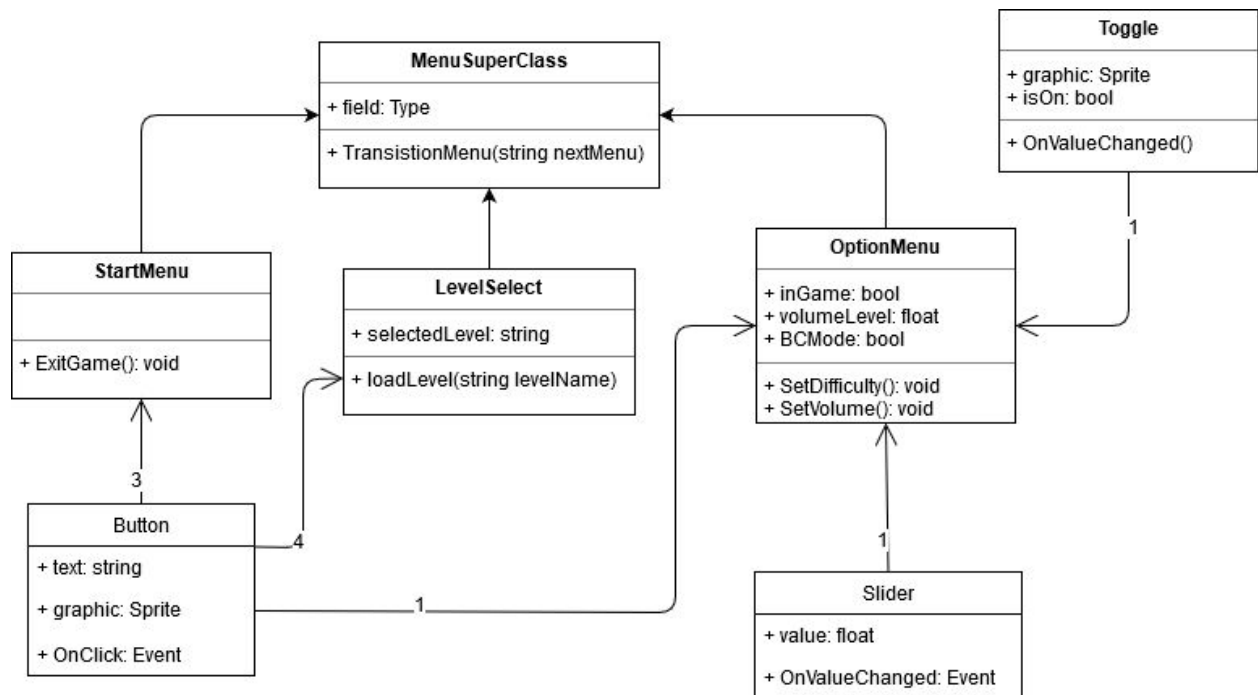 MenuSuperClass
+ field: Type
+ TransistionMenu(string nextMenu)
Toggle
+ graphic: Sprite
+ isOn: bool
+ OnValueChanged()
1
StartMenu
+ ExitGame(): void
LevelSelect
+ selectedLevel: string
+ loadLevel(string levelName)
OptionMenu
+ inGame: bool
+ volumeLevel: float
+ BCMode: bool
+ SetDifficulty(): void
+ SetVolume(): void
3
4
1
1
Button
+ text: string
+ graphic: Sprite
+ OnClick: Event
Slider
+ value: float
+ OnValueChanged: Event